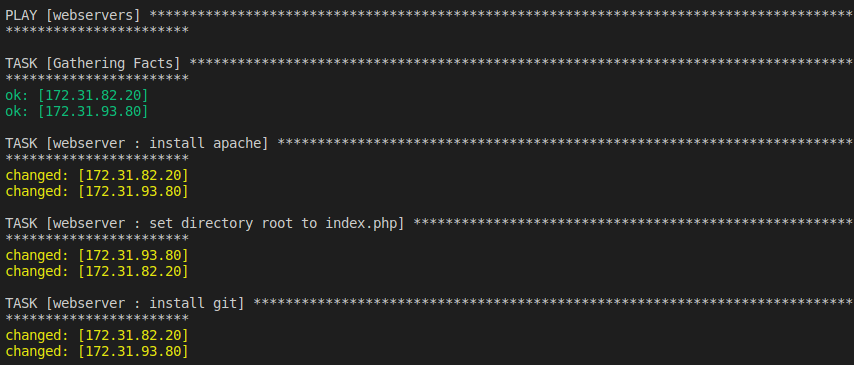 PLAY [webservers] ****************************************************************************************
***********************
TASK [Gathering Facts] ***********************************************************************************
***********************
ok: [172.31.82.20]
ok: [172.31.93.80]
TASK [webserver : install apache] ************************************************************************
***********************
changed: [172.31.82.20]
changed: [172.31.93.80]
TASK [webserver : set directory root to index.php] *******************************************************
***********************
changed: [172.31.93.80]
changed: [172.31.82.20]
TASK [webserver : install git] ***************************************************************************
***********************
changed: [172.31.82.20]
changed: [172.31.93.80]